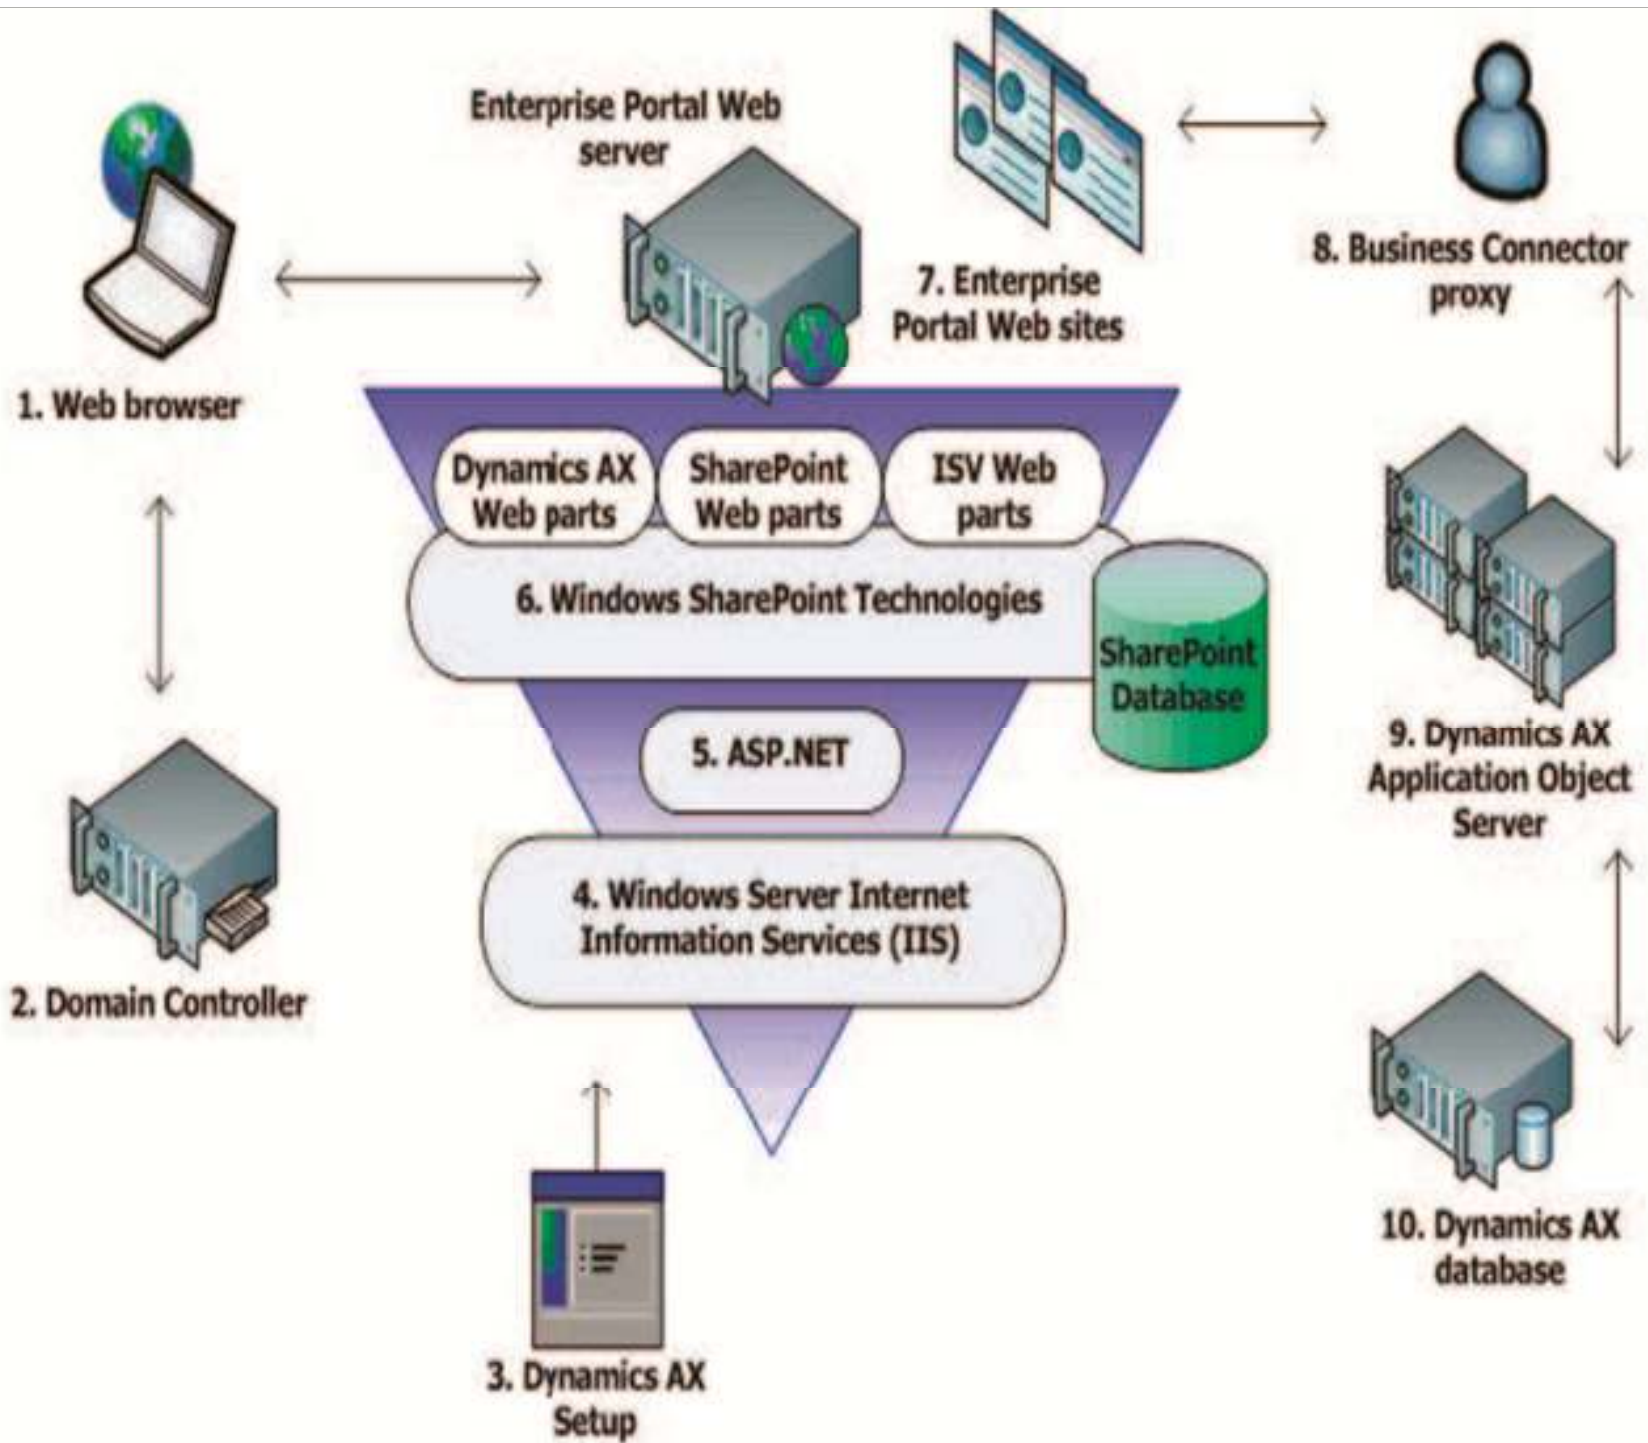 Enterprise Portal Web
server
1. Web browser
7. Enterprise
Portal Web sites
8. Business Connector
proxy
Dynamics AX
Web parts
SharePoint
Web parts
ISV Web
parts
6. Windows SharePoint Technologies
SharePoint
Database
5. ASP.NET
4. Windows Server Internet
Information Services (IIS)
2. Domain Controller
9. Dynamics AX
Application Object
Server
3. Dynamics AX
Setup
10. Dynamics AX
database